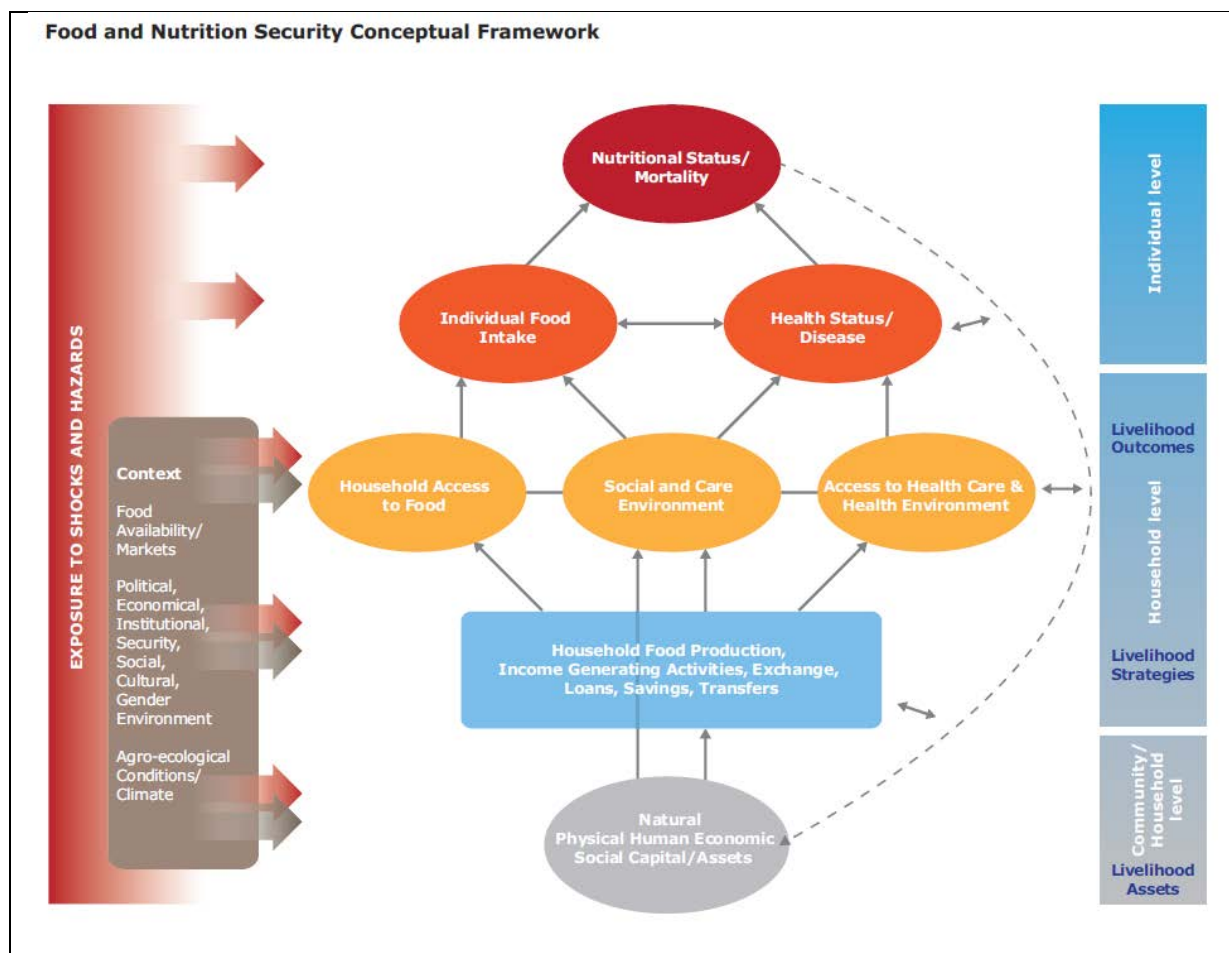 Food and Nutrition Security Conceptual Framework
EXPOSURE TO SHOCKS AND HAZARDS
Context
Food
Availability/
Markets
Political,
Economical,
Institutional,
Security,
Social,
Cultural,
Gender
Environment
Agro-ecological
Conditions/
Climate
Nutritional Status/
Mortality
Individual Food
Intake
Health Status/
Disease
Household Access
to Food
Social and Care
Environment
Access to Health Care &
Health Environment
Household Food Production,
Income Generating Activities, Exchange,
Loans, Savings, Transfers
Natural
Physical Human Economic
Social Capital/Assets
Individual level
Livelihood
Outcomes
Household level
Livelihood
Strategies
Community/
Household
level
Livelihood
Assets